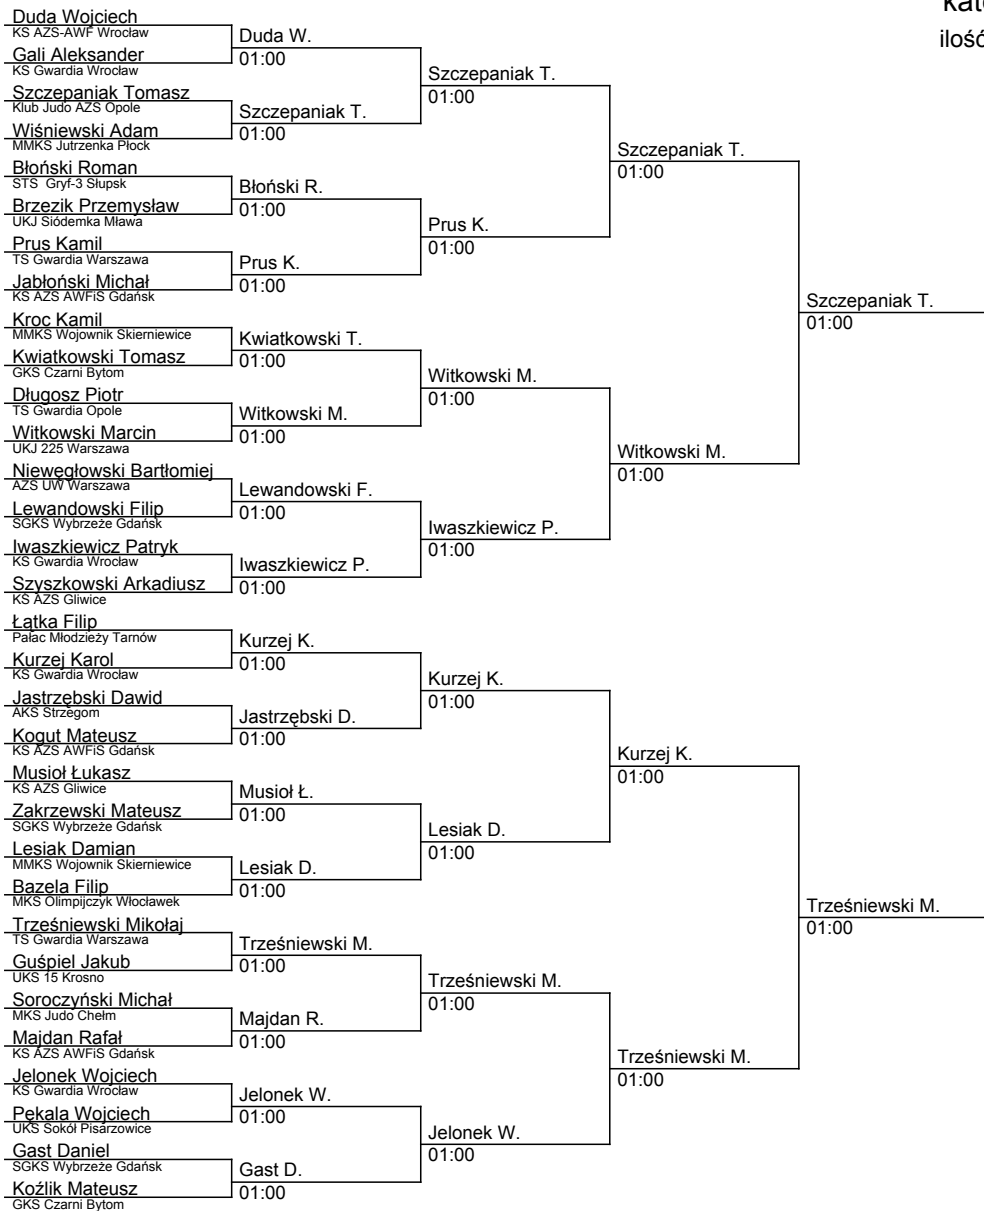 kat
ilość
Duda Wojciech
KS AZS-AWF Wrocław
Gali Aleksander
KS Gwardia Wrocław
Szczepaniak Tomasz
Klub Judo AZS Opole
Wiśniewski Adam
MMKS Jutrzenka Płock
Błoński Roman
STS Gryf-3 Słupsk
Brzezik Przemysław
UKJ Siódemka Mława
Prus Kamil
TS Gwardia Warszawa
Jabłoński Michał
KS AZS AWFiS Gdańsk
Kroc Kamil
MMKS Wojownik Skierniewice
Kwiatkowski Tomasz
GKS Czarni Bytom
Długosz Piotr
TS Gwardia Opole
Witkowski Marcin
UKJ 225 Warszawa
Niewęgłowski Bartłomiej
AZS UW Warszawa
Lewandowski Filip
SGKS Wybrzeże Gdańsk
Iwaszkiewicz Patryk
KS Gwardia Wrocław
Szyszkowski Arkadiusz
KS AZS Gliwice
Łątka Filip
Pałac Młodzieży Tarnów
Kurzej Karol
KS Gwardia Wrocław
Jastrzębski Dawid
AKS Strzegom
Kogut Mateusz
KS AZS AWFiS Gdańsk
Musioł Łukasz
KS AZS Gliwice
Zakrzewski Mateusz
SGKS Wybrzeże Gdańsk
Lesiak Damian
MMKS Wojownik Skierniewice
Bazela Filip
MKS Olimpijczyk Włocławek
Trześniewski Mikołaj
TS Gwardia Warszawa
Guśpiel Jakub
UKS 15 Krosno
Soroczyński Michał
MKS Judo Chełm
Majdan Rafał
KS AZS AWFiS Gdańsk
Jelonek Wojciech
KS Gwardia Wrocław
Pękala Wojciech
UKS Sokół Pisarzowice
Gast Daniel
SGKS Wybrzeże Gdańsk
Koźlik Mateusz
GKS Czarni Bytom
Duda W.
01:00
Szczepaniak T.
01:00
Błoński R.
01:00
Prus K.
01:00
Kwiatkowski T.
01:00
Witkowski M.
01:00
Lewandowski F.
01:00
Iwaszkiewicz P.
01:00
Kurzej K.
01:00
Jastrzębski D.
01:00
Musioł Ł.
01:00
Lesiak D.
01:00
Trześniewski M.
01:00
Majdan R.
01:00
Jelonek W.
01:00
Gast D.
01:00
Szczepaniak T.
01:00
Prus K.
01:00
Witkowski M.
01:00
Iwaszkiewicz P.
01:00
Kurzej K.
01:00
Lesiak D.
01:00
Trześniewski M.
01:00
Jelonek W.
01:00
Szczepaniak T.
01:00
Witkowski M.
01:00
Kurzej K.
01:00
Trześniewski M.
01:00
Szczepaniak T.
01:00
Trześniewski M.
01:00